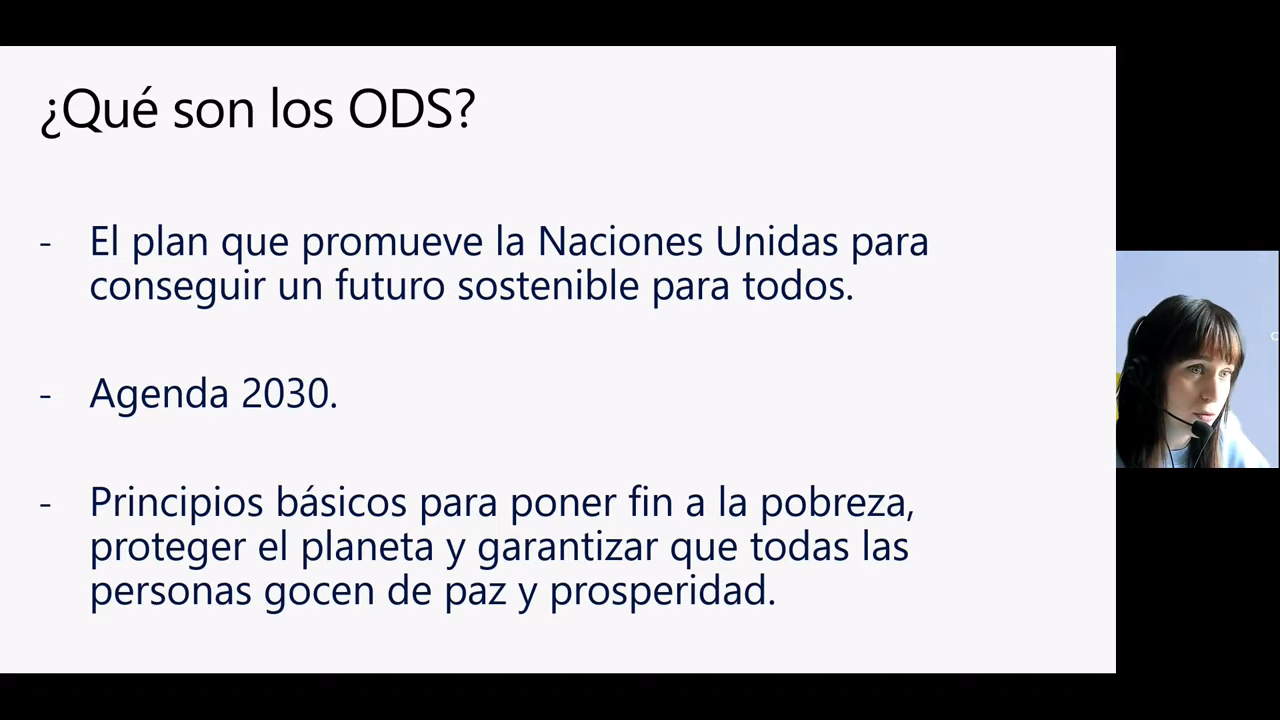 ¿Qué son los ODS?
- El plan que promueve la Naciones Unidas para
conseguir un futuro sostenible para todos.
- Agenda 2030.
- Principios básicos para poner fin a la pobreza,
proteger el planeta y garantizar que todas las
personas gocen de paz y prosperidad.